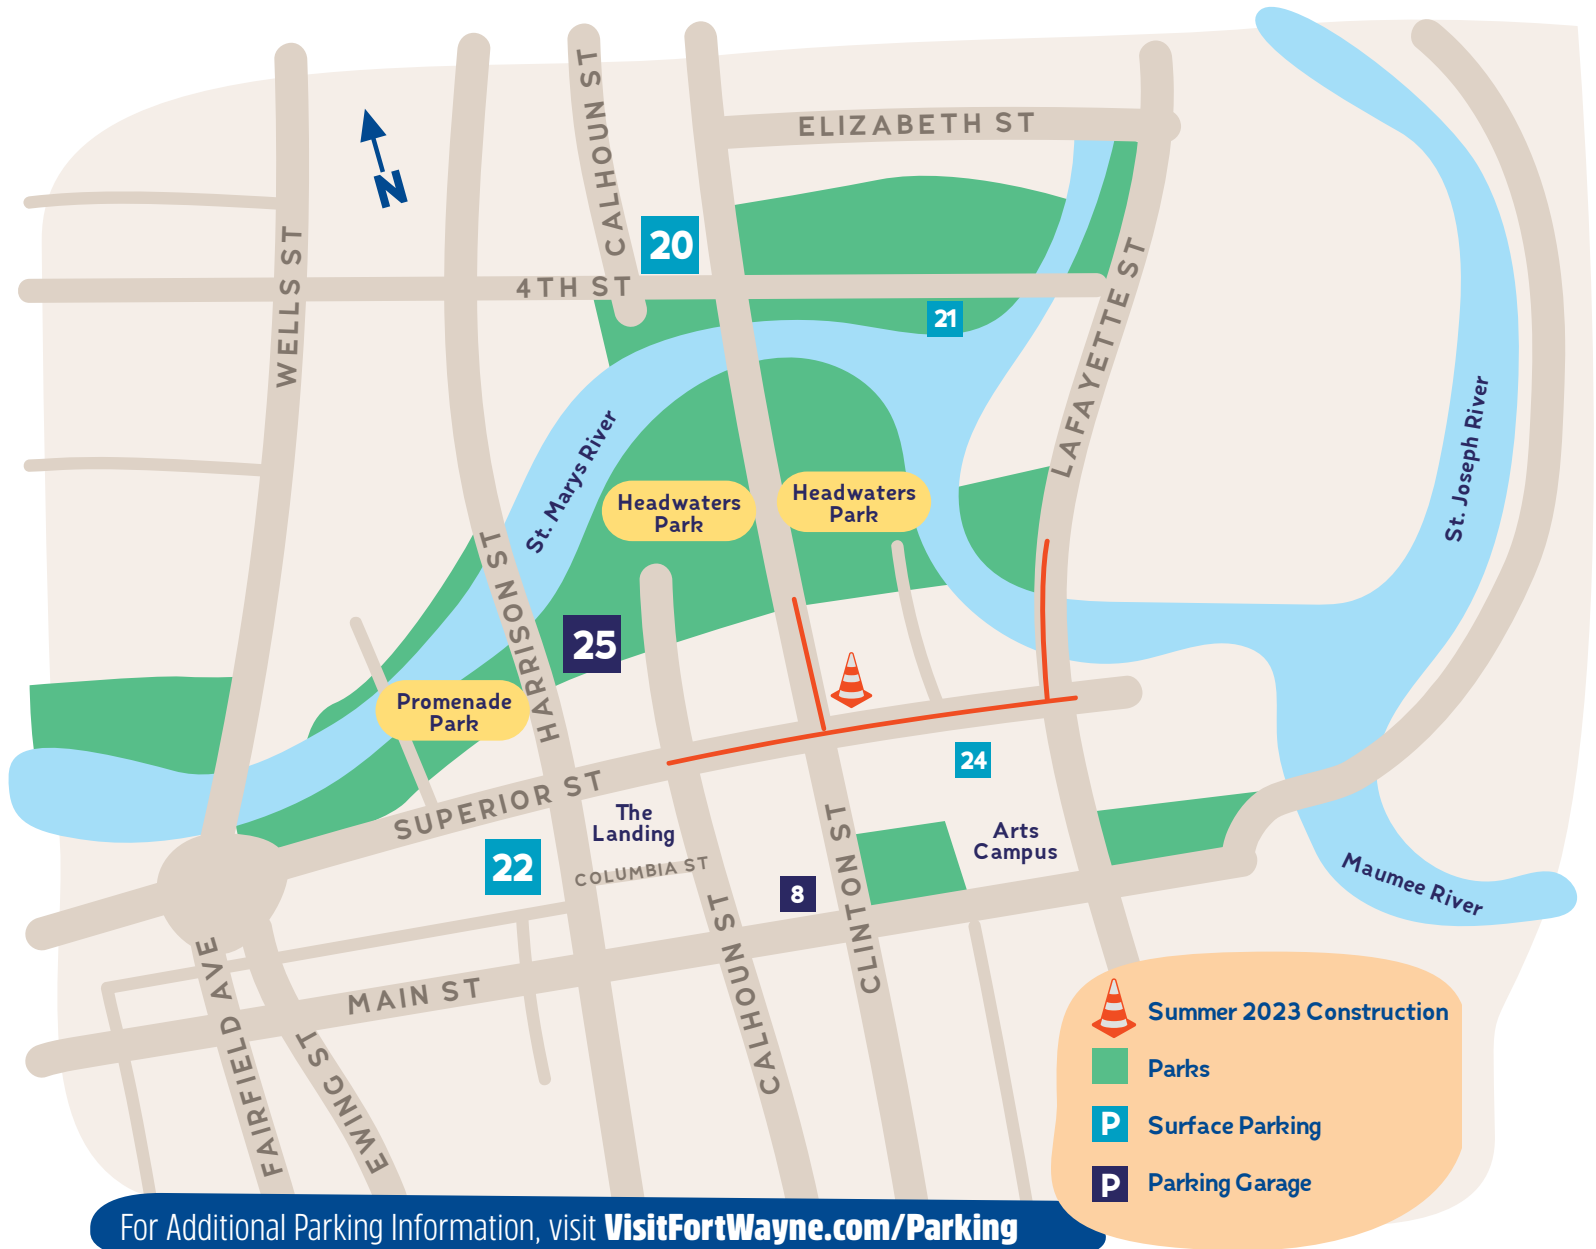 CALHOUN ST
ELIZABETH ST
N
WELLS ST
20
4TH ST
21
LAFAYETTE ST
St. Marys River
St. Joseph River
Headwaters
Park
Headwaters
Park
HARRISON ST
25
Promenade
Park
SUPERIOR ST
24
The
Landing
Arts
Campus
22
COLUMBIA ST
8
CLINTON ST
Maumee River
CALHOUN ST
MAIN ST
FAIRFIELD AVE
EWING ST
Summer 2023 Construction
Parks
P Surface Parking
P Parking Garage
For Additional Parking Information, visit VisitFortWayne.com/Parking